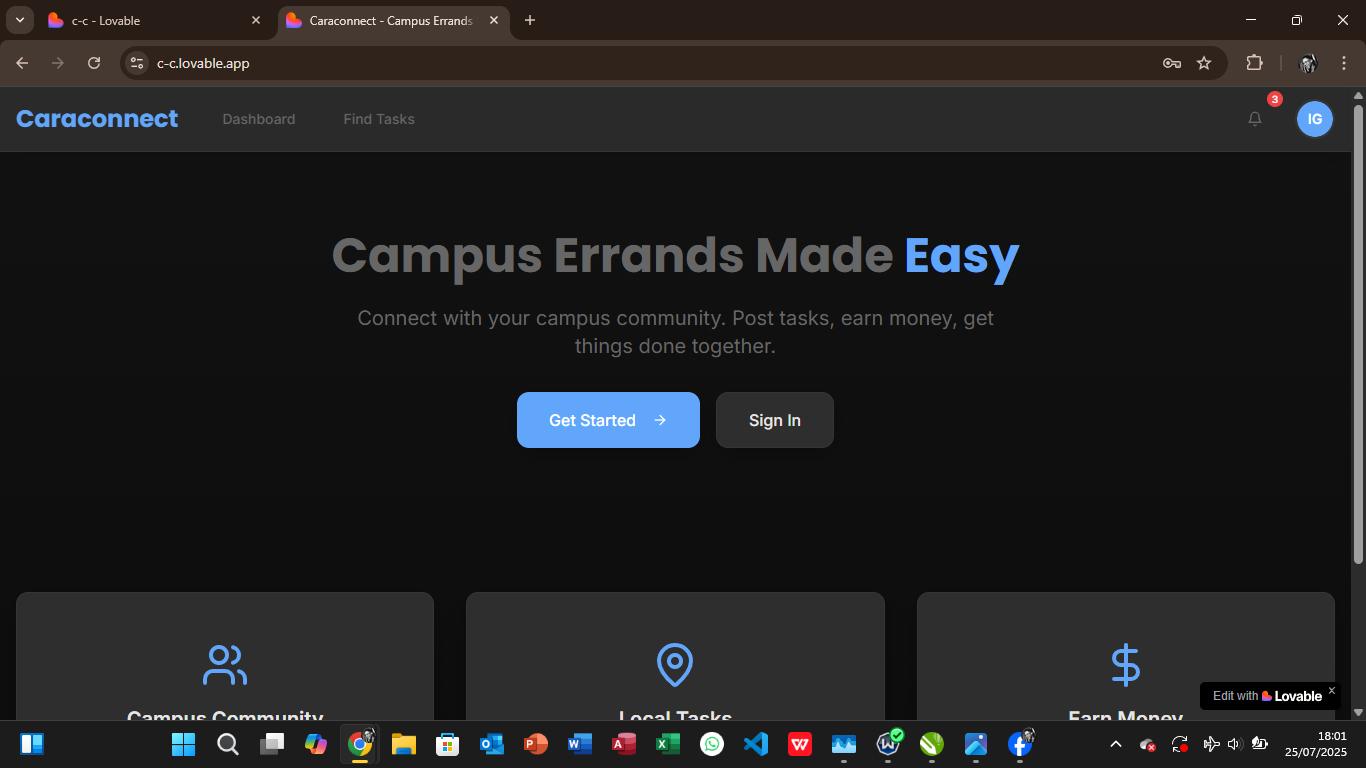 c-c - Lovable
Caraconnect - Campus Errands
c-c.lovable.app
Caraconnect
Dashboard
Find Tasks
3
IG
Campus Errands Made Easy
Connect with your campus community. Post tasks, earn money, get
things done together.
Get Started
Sign In
Campus Community
Local Tasks
Earn Money
Edit with Lovable
18:01
25/07/2025